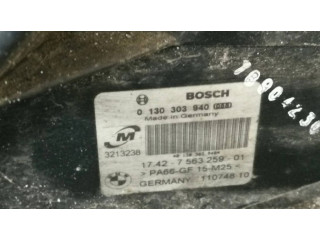 BOSCH
0 130 303 840
Made in Germany
3213238
17.42 - 7 563 259 - 01
> PA66-GF 15-M25 <
GERMANY 110748 10